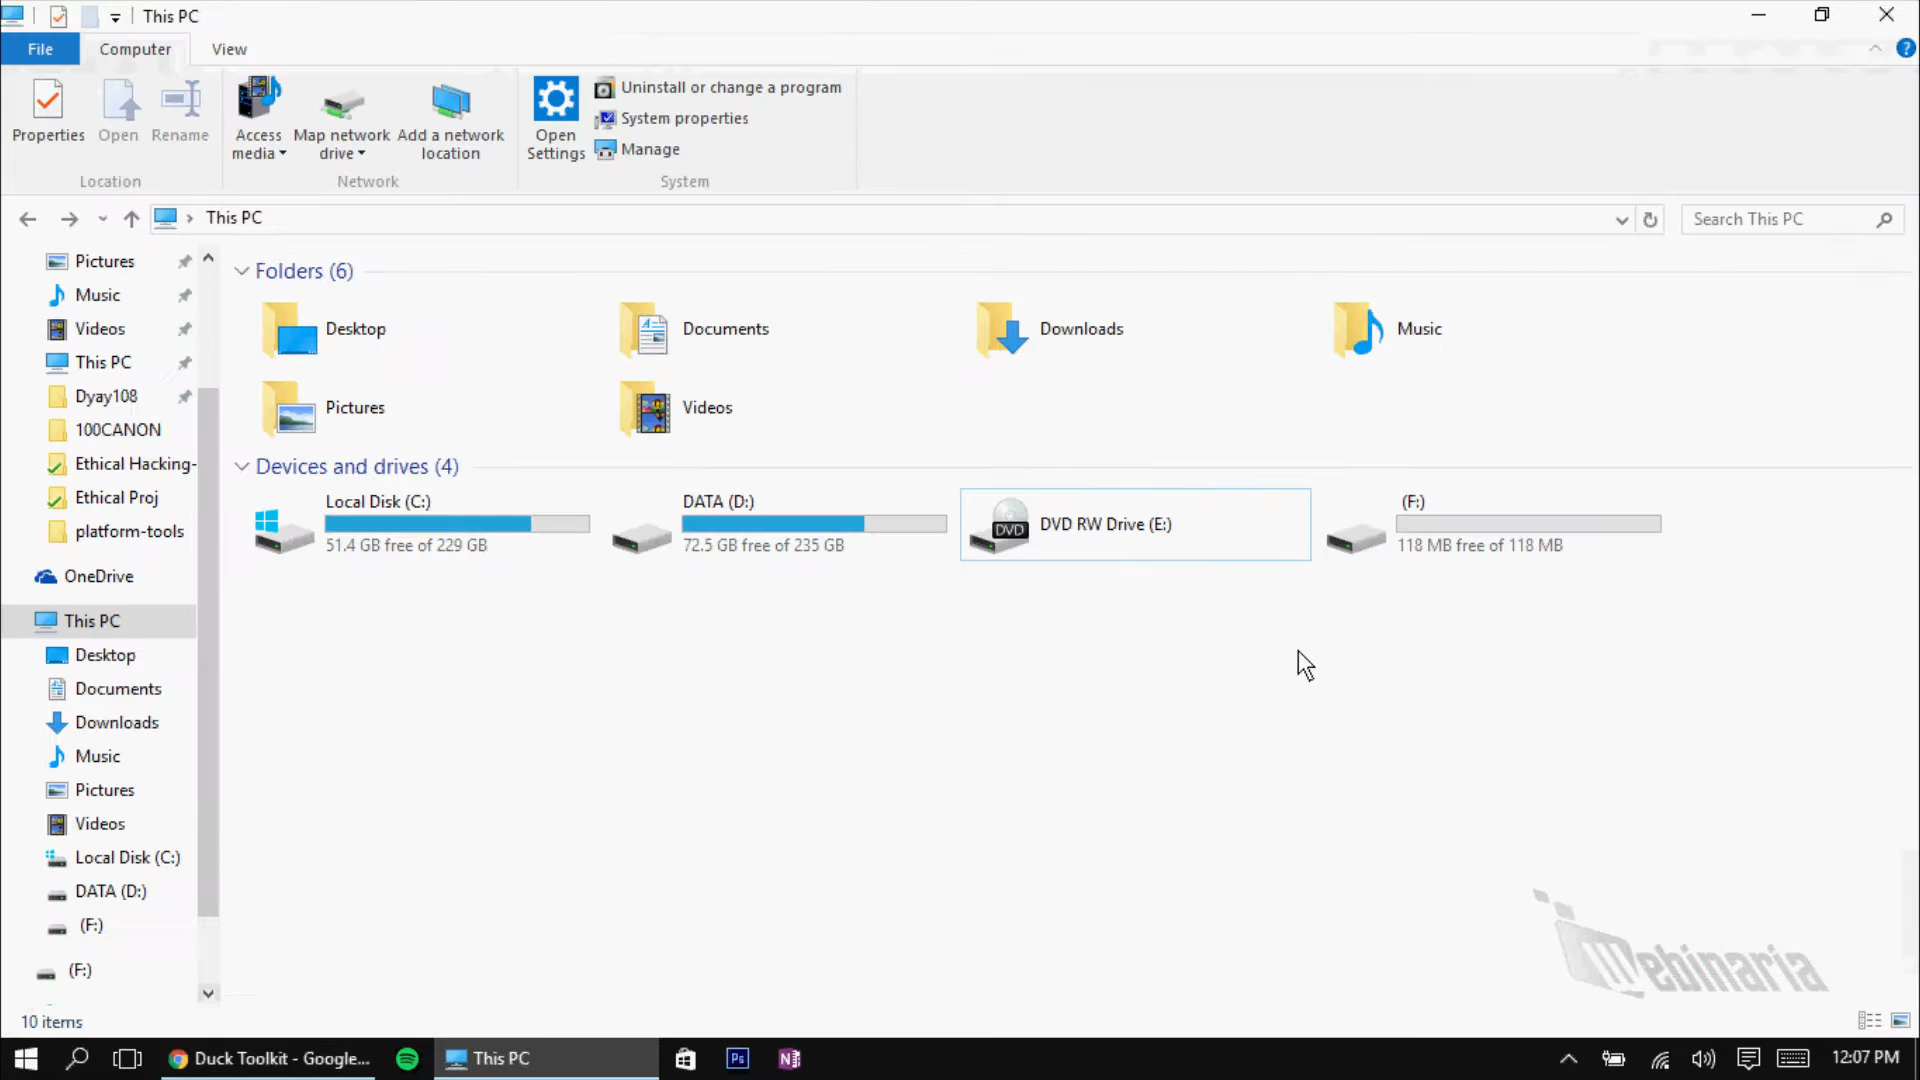 This PC
File
Computer
View
Properties
Open
Rename
Access
media
Map network
drive
Add a network
location
Open
Settings
Uninstall or change a program
System properties
Manage
Location
Network
System
This PC
Search This PC
Pictures
Music
Videos
This PC
Dyay108
100CANON
Ethical Hacking-
Ethical Proj
platform-tools
OneDrive
This PC
Desktop
Documents
Downloads
Music
Pictures
Videos
Local Disk (C:)
DATA (D:)
(F:)
(F:)
Folders (6)
Desktop
Documents
Downloads
Music
Pictures
Videos
Devices and drives (4)
Local Disk (C:)
51.4 GB free of 229 GB
DATA (D:)
72.5 GB free of 235 GB
DVD
DVD RW Drive (E:)
(F:)
118 MB free of 118 MB
Webinaria
10 items
Duck Toolkit - Google...
This PC
Ps
N
12:07 PM